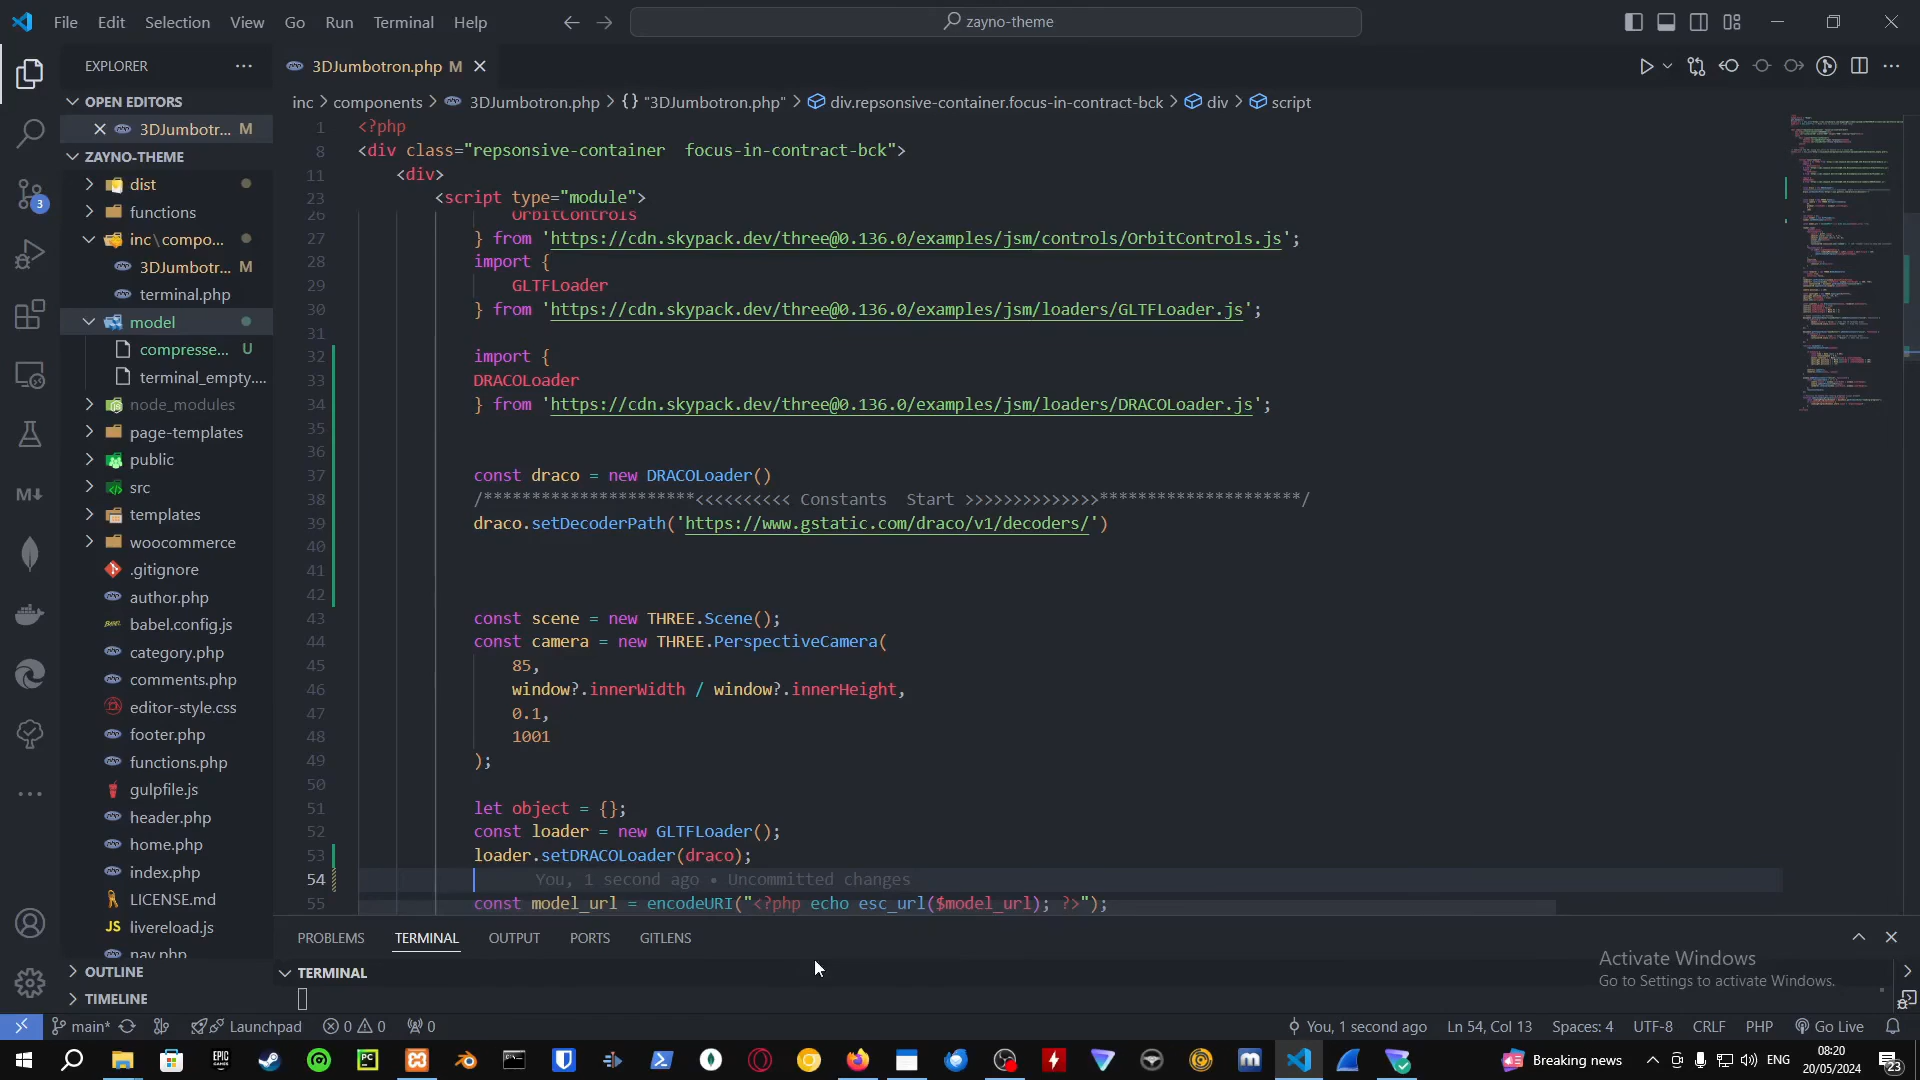 File Edit Selection View Go Run Terminal Help
zayno-theme
EXPLORER
3DJumbotron.php M
OPEN EDITORS
3DJumbotr... M
ZAYNO-THEME
dist
functions
inc\compo...
3DJumbotr... M
terminal.php
model
compresse... U
terminal_empty....
node_modules
page-templates
public
src
templates
woocommerce
.gitignore
author.php
babel.config.js
category.php
comments.php
editor-style.css
footer.php
functions.php
gulpfile.js
header.php
home.php
index.php
LICENSE.md
JS livereload.js
nav.php
OUTLINE
TIMELINE
inc > components > 3DJumbotron.php > {} "3DJumbotron.php" > div.repsonsive-container.focus-in-contract-bck > div > script
1 <?php
8 <div class="repsonsive-container  focus-in-contract-bck">
11 <div>
23 <script type="module">
26 OrbitControls
27 } from 'https://cdn.skypack.dev/three@0.136.0/examples/jsm/controls/OrbitControls.js';
28 import {
29 GLTFLoader
30 } from 'https://cdn.skypack.dev/three@0.136.0/examples/jsm/loaders/GLTFLoader.js';
31
32 import {
33 DRACOLoader
34 } from 'https://cdn.skypack.dev/three@0.136.0/examples/jsm/loaders/DRACOLoader.js';
35
36
37 const draco = new DRACOLoader()
38 /**********************<<<<<<<<<< Constants  Start >>>>>>>>>>>>>>*********************/
39 draco.setDecoderPath('https://www.gstatic.com/draco/v1/decoders/')
40
41
42
43 const scene = new THREE.Scene();
44 const camera = new THREE.PerspectiveCamera(
45 85,
46 window?.innerWidth / window?.innerHeight,
47 0.1,
48 1001
49 );
50
51 let object = {};
52 const loader = new GLTFLoader();
53 loader.setDRACOLoader(draco);
54 You, 1 second ago • Uncommitted changes
55 const model_url = encodeURI("<?php echo esc_url($model_url); ?>");
PROBLEMS TERMINAL OUTPUT PORTS GITLENS
TERMINAL
Activate Windows
Go to Settings to activate Windows.
main* Launchpad 0 0 0
You, 1 second ago Ln 54, Col 13 Spaces: 4 UTF-8 CRLF PHP Go Live
Breaking news ENG 08:20
20/05/2024
23
3